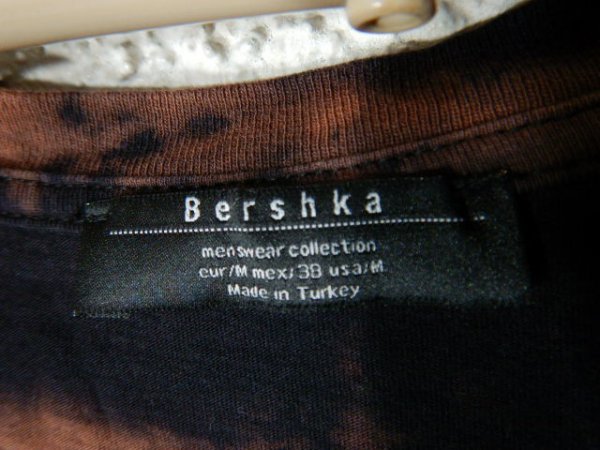 Bershka
menswear collection
eur/M mex/38 usa/M
Made in Turkey